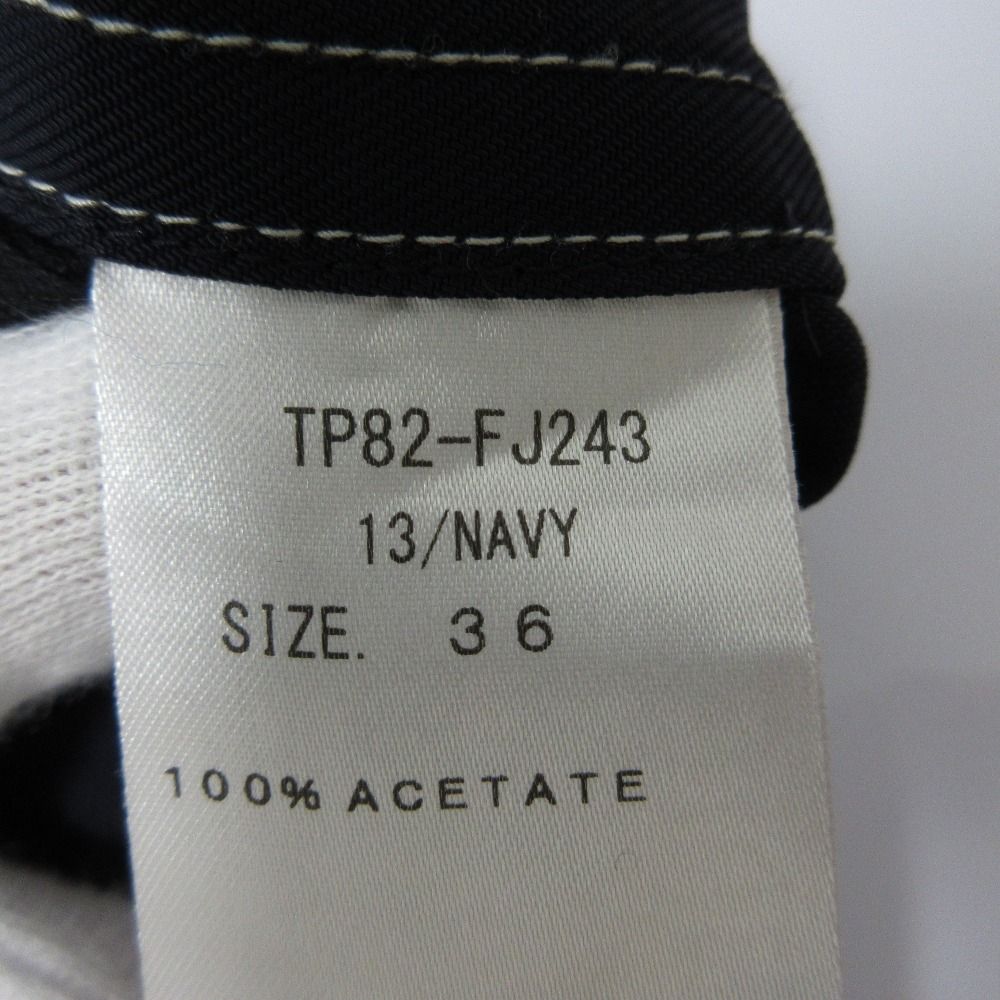 TP82-FJ243
13/NAVY
SIZE. 36
100% ACETATE